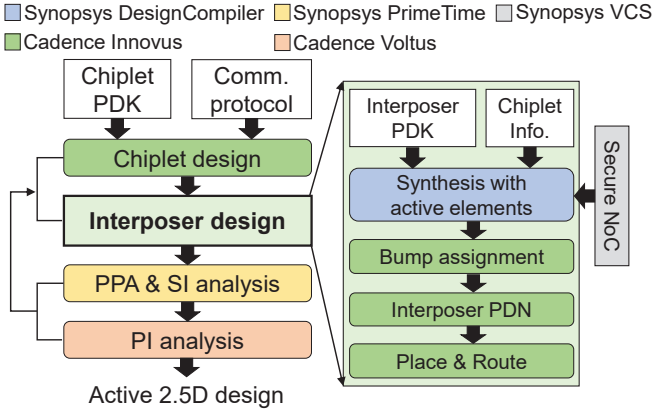 Synopsys DesignCompiler
Synopsys PrimeTime
Synopsys VCS
Cadence Innovus
Cadence Voltus
Chiplet
PDK
Comm.
protocol
Chiplet design
Interposer design
PPA & SI analysis
PI analysis
Active 2.5D design
Interposer
PDK
Chiplet
Info.
Synthesis with
active elements
Bump assignment
Interposer PDN
Place & Route
Secure NoC